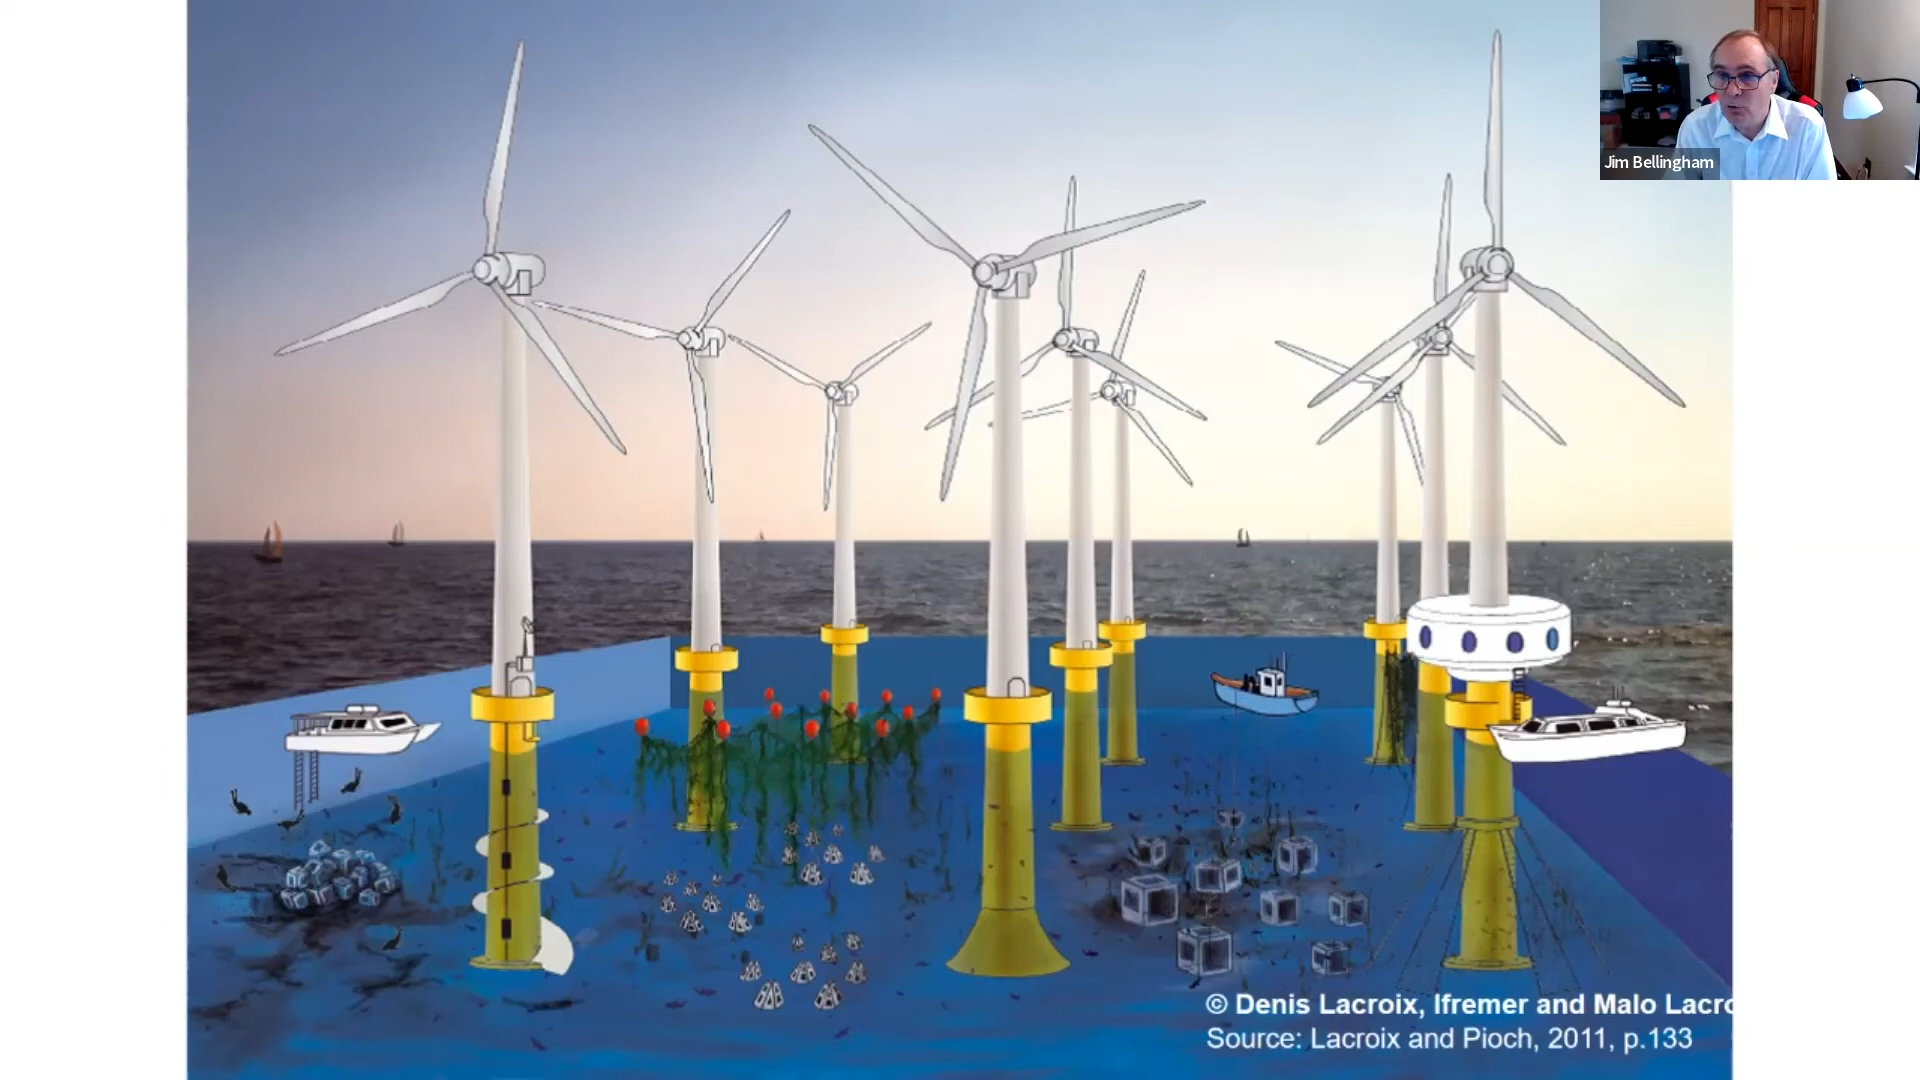 Jim Bellingham
© Denis Lacroix, Ifremer and Malo Lacro
Source: Lacroix and Pioch, 2011, p.133